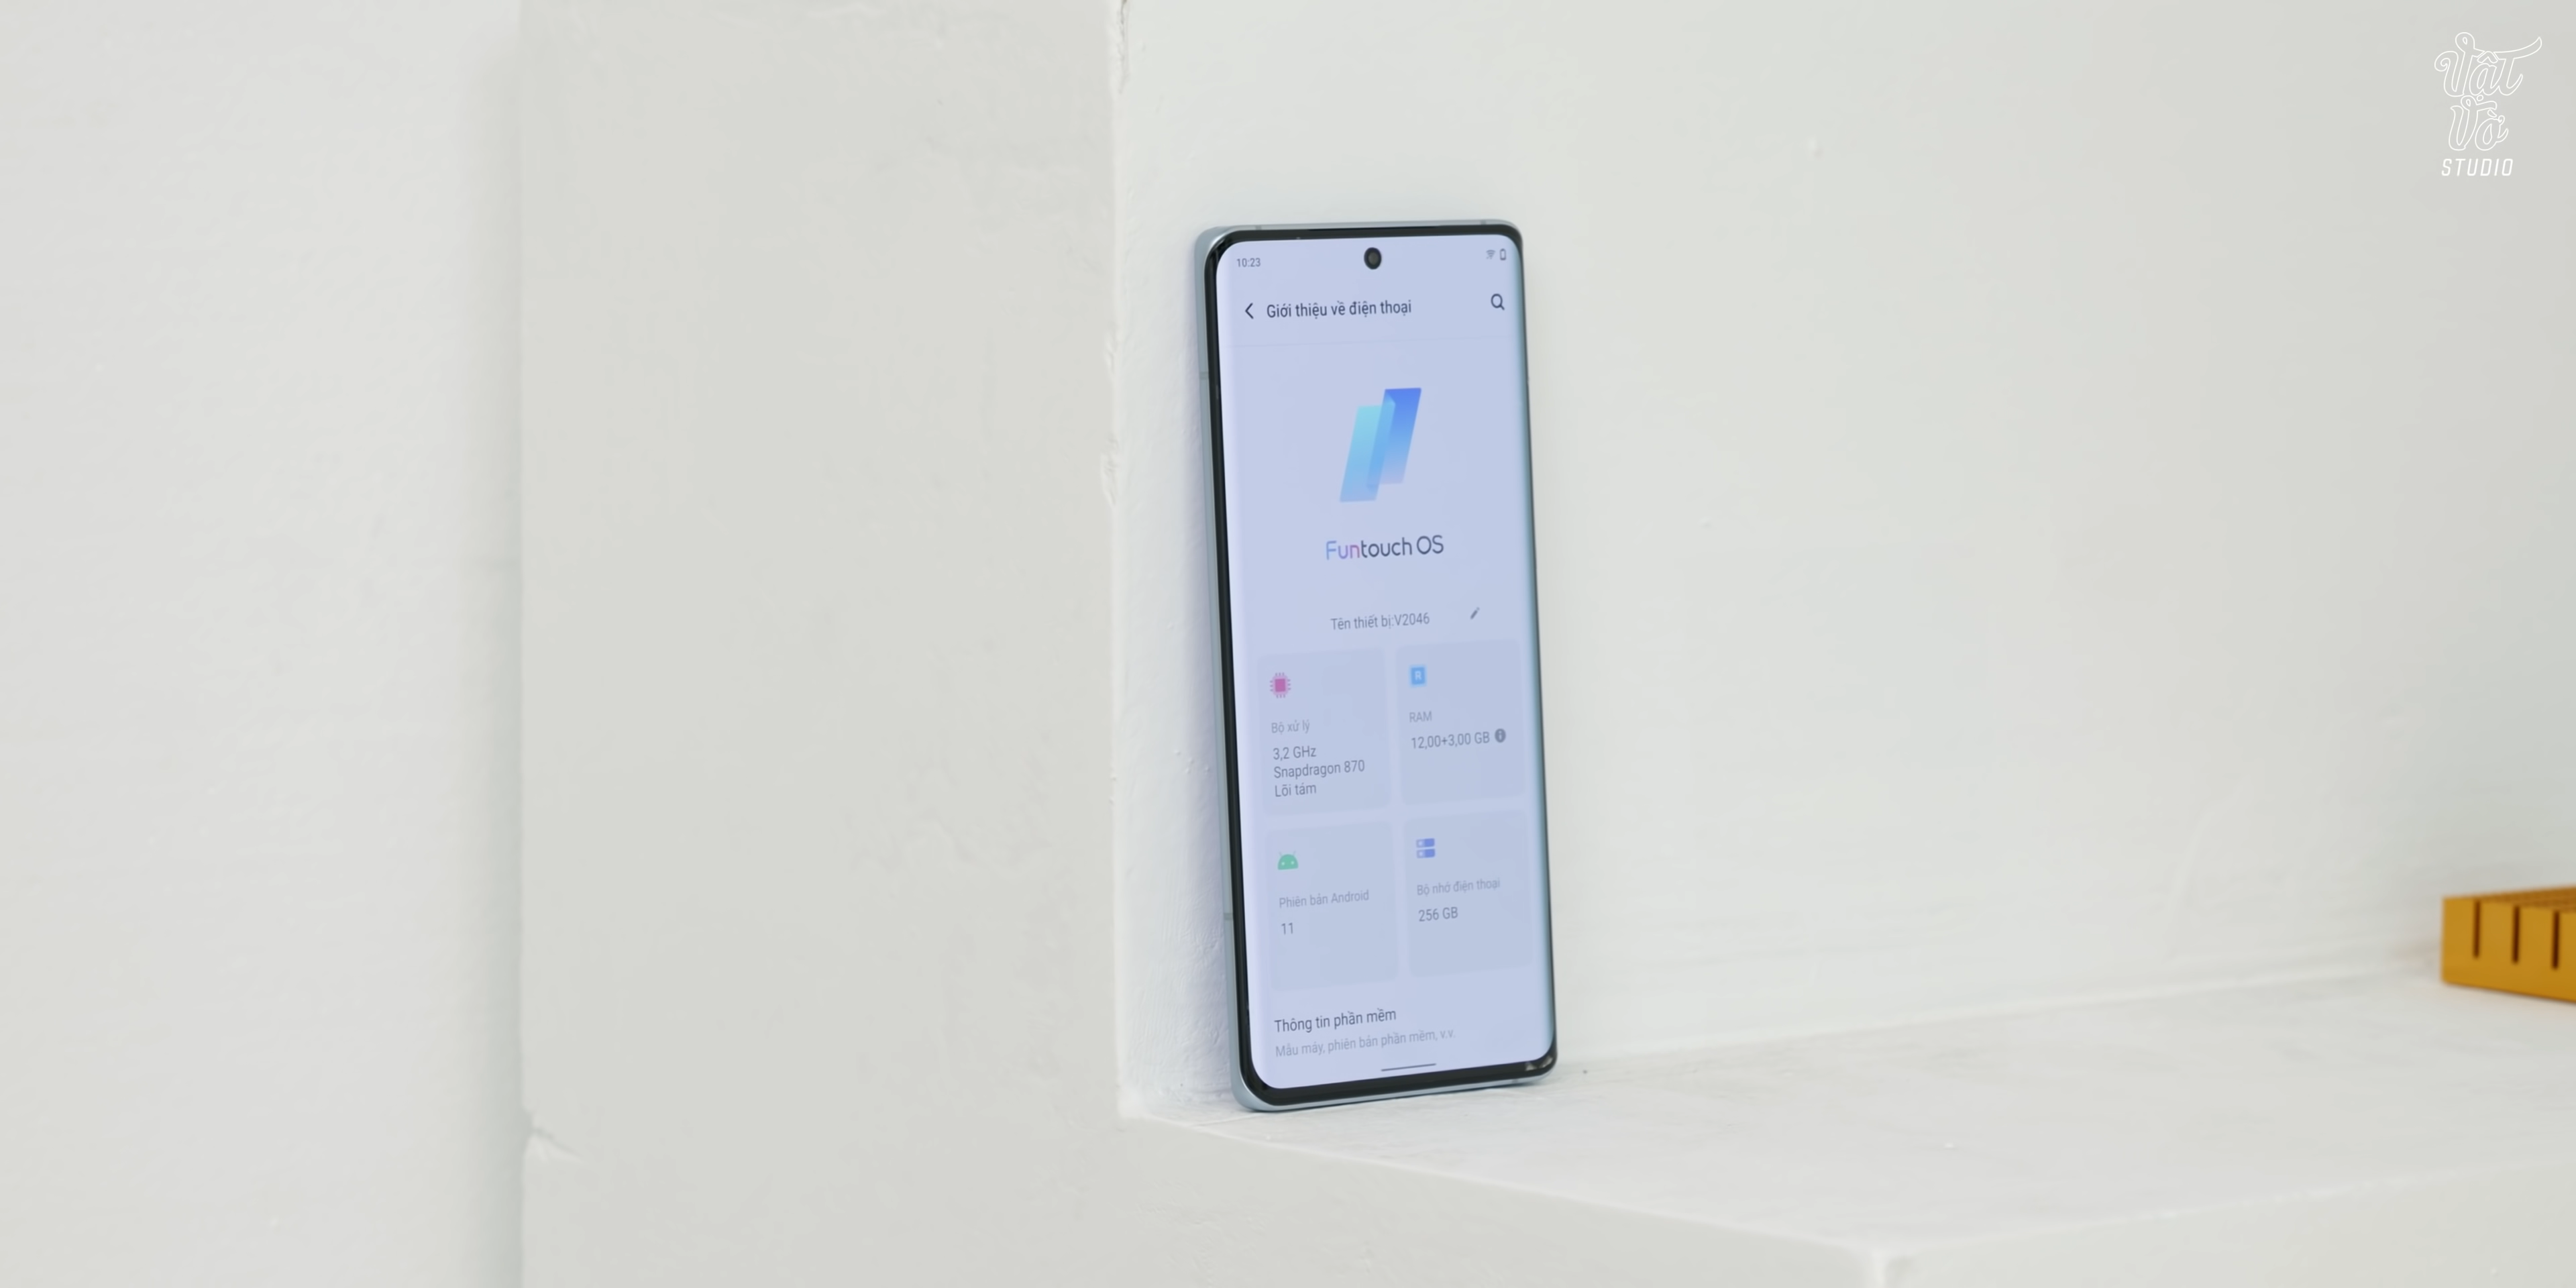 Vật
Vờ
STUDIO
10:23
Giới thiệu về điện thoại
Funtouch OS
Tên thiết bị:V2046
Bộ xử lý
3,2 GHz
Snapdragon 870
Lõi tám
R
RAM
12,00+3,00 GB
Phiên bản Android
11
Bộ nhớ điện thoại
256 GB
Thông tin phần mềm
Mẫu máy, phiên bản phần mềm, v.v.